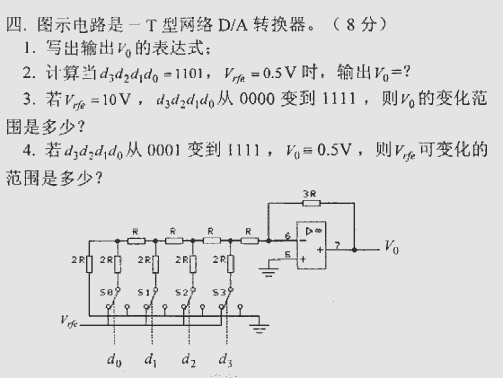 四. 图示电路是一T型网络D/A转换器。（8分）
1. 写出输出V₀的表达式；
2. 计算当d₃d₂d₁d₀=1101，Vrfe=0.5V时，输出V₀=？
3. 若Vrfe=10V，d₃d₂d₁d₀从0000变到1111，则V₀的变化范
围是多少？
4. 若d₃d₂d₁d₀从0001变到1111，V₀=0.5V，则Vrfe可变化的
范围是多少？
3R
R R R R
6 - ▷∞
5 + + 7
V₀
2R 2R 2R 2R 2R
S0 S1 S2 S3
Vrfe
d₀ d₁ d₂ d₃